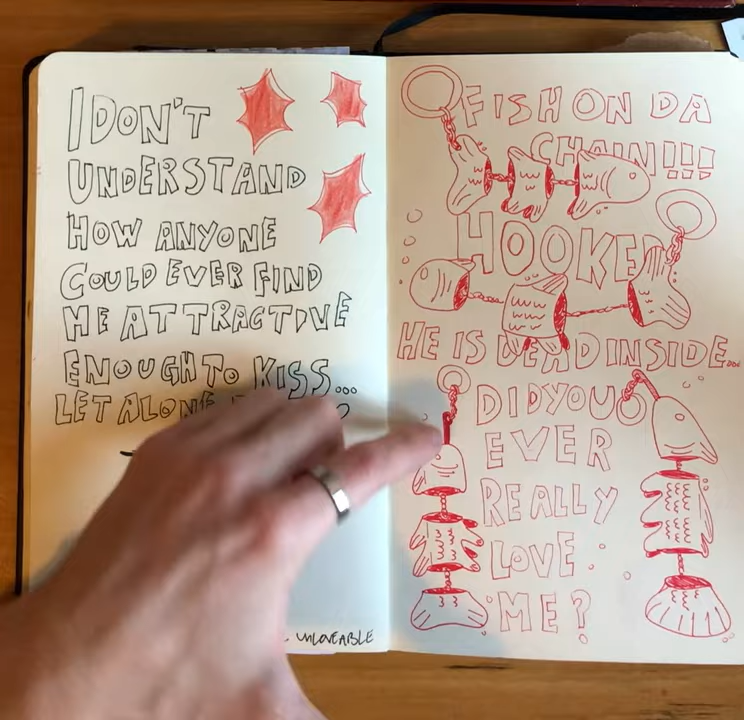 I DON'T
UNDERSTAND
HOW ANYONE
COULD EVER FIND
ME ATTRACTIVE
ENOUGH TO KISS...
LET ALONE ?
UNLOVEABLE
FISH ON DA
CHAIN!!!
HOOKED
HE IS DEAD INSIDE...
DID YOU
EVER
REALLY
LOVE
ME?